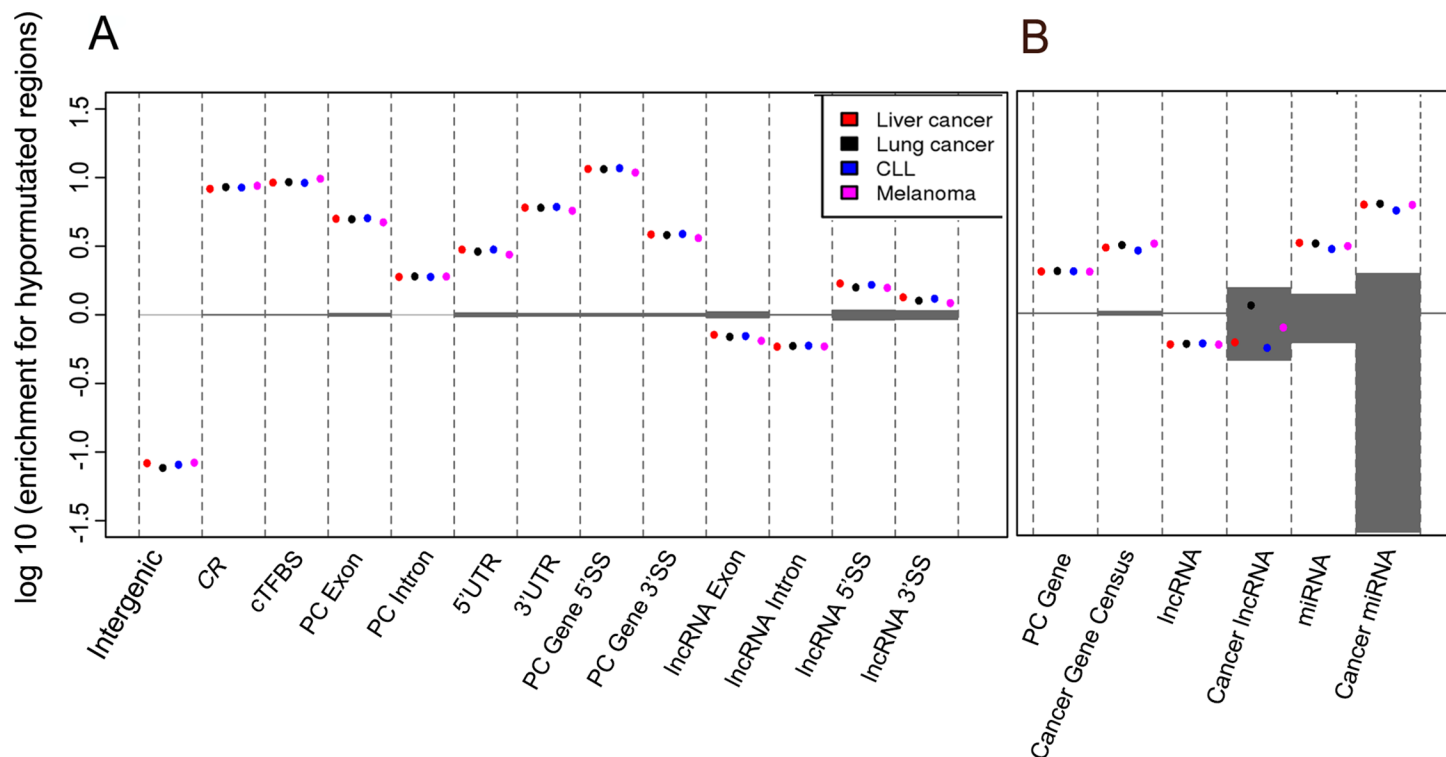 A
B
log 10 (enrichment for hypormutated regions)
1.5
1.0
0.5
0.0
-0.5
-1.0
-1.5
Liver cancer
Lung cancer
CLL
Melanoma
Intergenic
CR
cTFBS
PC Exon
PC Intron
5'UTR
3'UTR
PC Gene 5'SS
PC Gene 3'SS
lncRNA Exon
lncRNA Intron
lncRNA 5'SS
lncRNA 3'SS
PC Gene
Cancer Gene Census
lncRNA
Cancer lncRNA
miRNA
Cancer miRNA